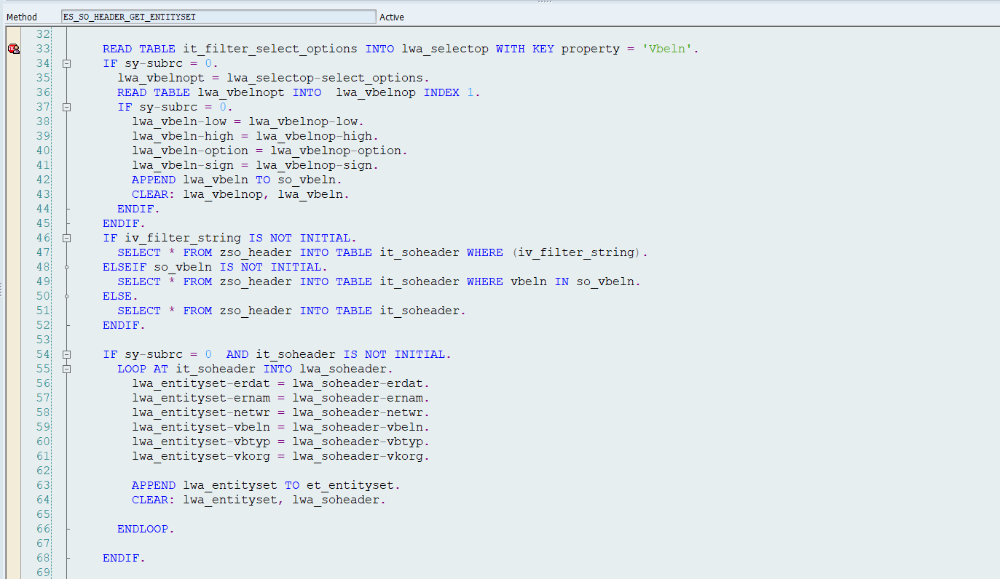 Method ES_SO_HEADER_GET_ENTITYSET Active
32
33 READ TABLE it_filter_select_options INTO lwa_selectop WITH KEY property = 'Vbeln'.
34 IF sy-subrc = 0.
35 lwa_vbelnopt = lwa_selectop-select_options.
36 READ TABLE lwa_vbelnopt INTO  lwa_vbelnop INDEX 1.
37 IF sy-subrc = 0.
38 lwa_vbeln-low = lwa_vbelnop-low.
39 lwa_vbeln-high = lwa_vbelnop-high.
40 lwa_vbeln-option = lwa_vbelnop-option.
41 lwa_vbeln-sign = lwa_vbelnop-sign.
42 APPEND lwa_vbeln TO so_vbeln.
43 CLEAR: lwa_vbelnop, lwa_vbeln.
44 ENDIF.
45 ENDIF.
46 IF iv_filter_string IS NOT INITIAL.
47 SELECT * FROM zso_header INTO TABLE it_soheader WHERE (iv_filter_string).
48 ELSEIF so_vbeln IS NOT INITIAL.
49 SELECT * FROM zso_header INTO TABLE it_soheader WHERE vbeln IN so_vbeln.
50 ELSE.
51 SELECT * FROM zso_header INTO TABLE it_soheader.
52 ENDIF.
53
54 IF sy-subrc = 0  AND it_soheader IS NOT INITIAL.
55 LOOP AT it_soheader INTO lwa_soheader.
56 lwa_entityset-erdat = lwa_soheader-erdat.
57 lwa_entityset-ernam = lwa_soheader-ernam.
58 lwa_entityset-netwr = lwa_soheader-netwr.
59 lwa_entityset-vbeln = lwa_soheader-vbeln.
60 lwa_entityset-vbtyp = lwa_soheader-vbtyp.
61 lwa_entityset-vkorg = lwa_soheader-vkorg.
62
63 APPEND lwa_entityset TO et_entityset.
64 CLEAR: lwa_entityset, lwa_soheader.
65
66 ENDLOOP.
67
68 ENDIF.
69